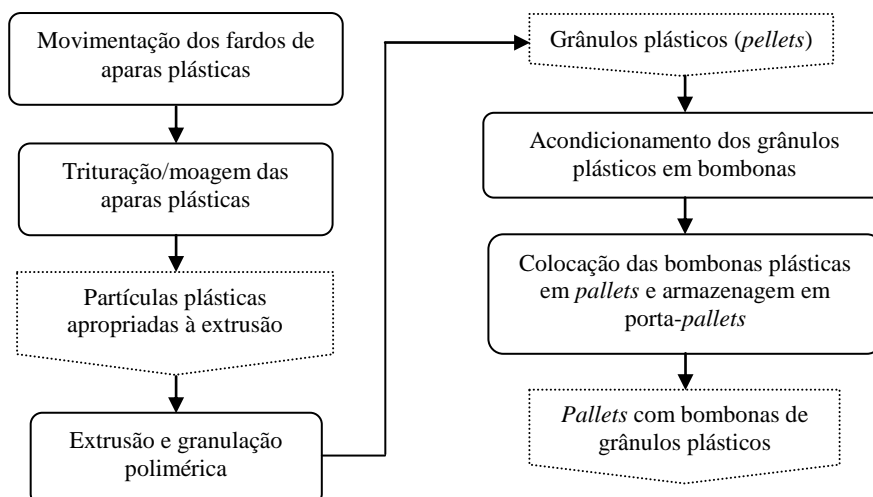 Movimentação dos fardos de
aparas plásticas
Trituração/moagem das
aparas plásticas
Partículas plásticas
apropriadas à extrusão
Extrusão e granulação
polimérica
Grânulos plásticos (pellets)
Acondicionamento dos grânulos
plásticos em bombonas
Colocação das bombonas plásticas
em pallets e armazenagem em
porta-pallets
Pallets com bombonas de
grânulos plásticos